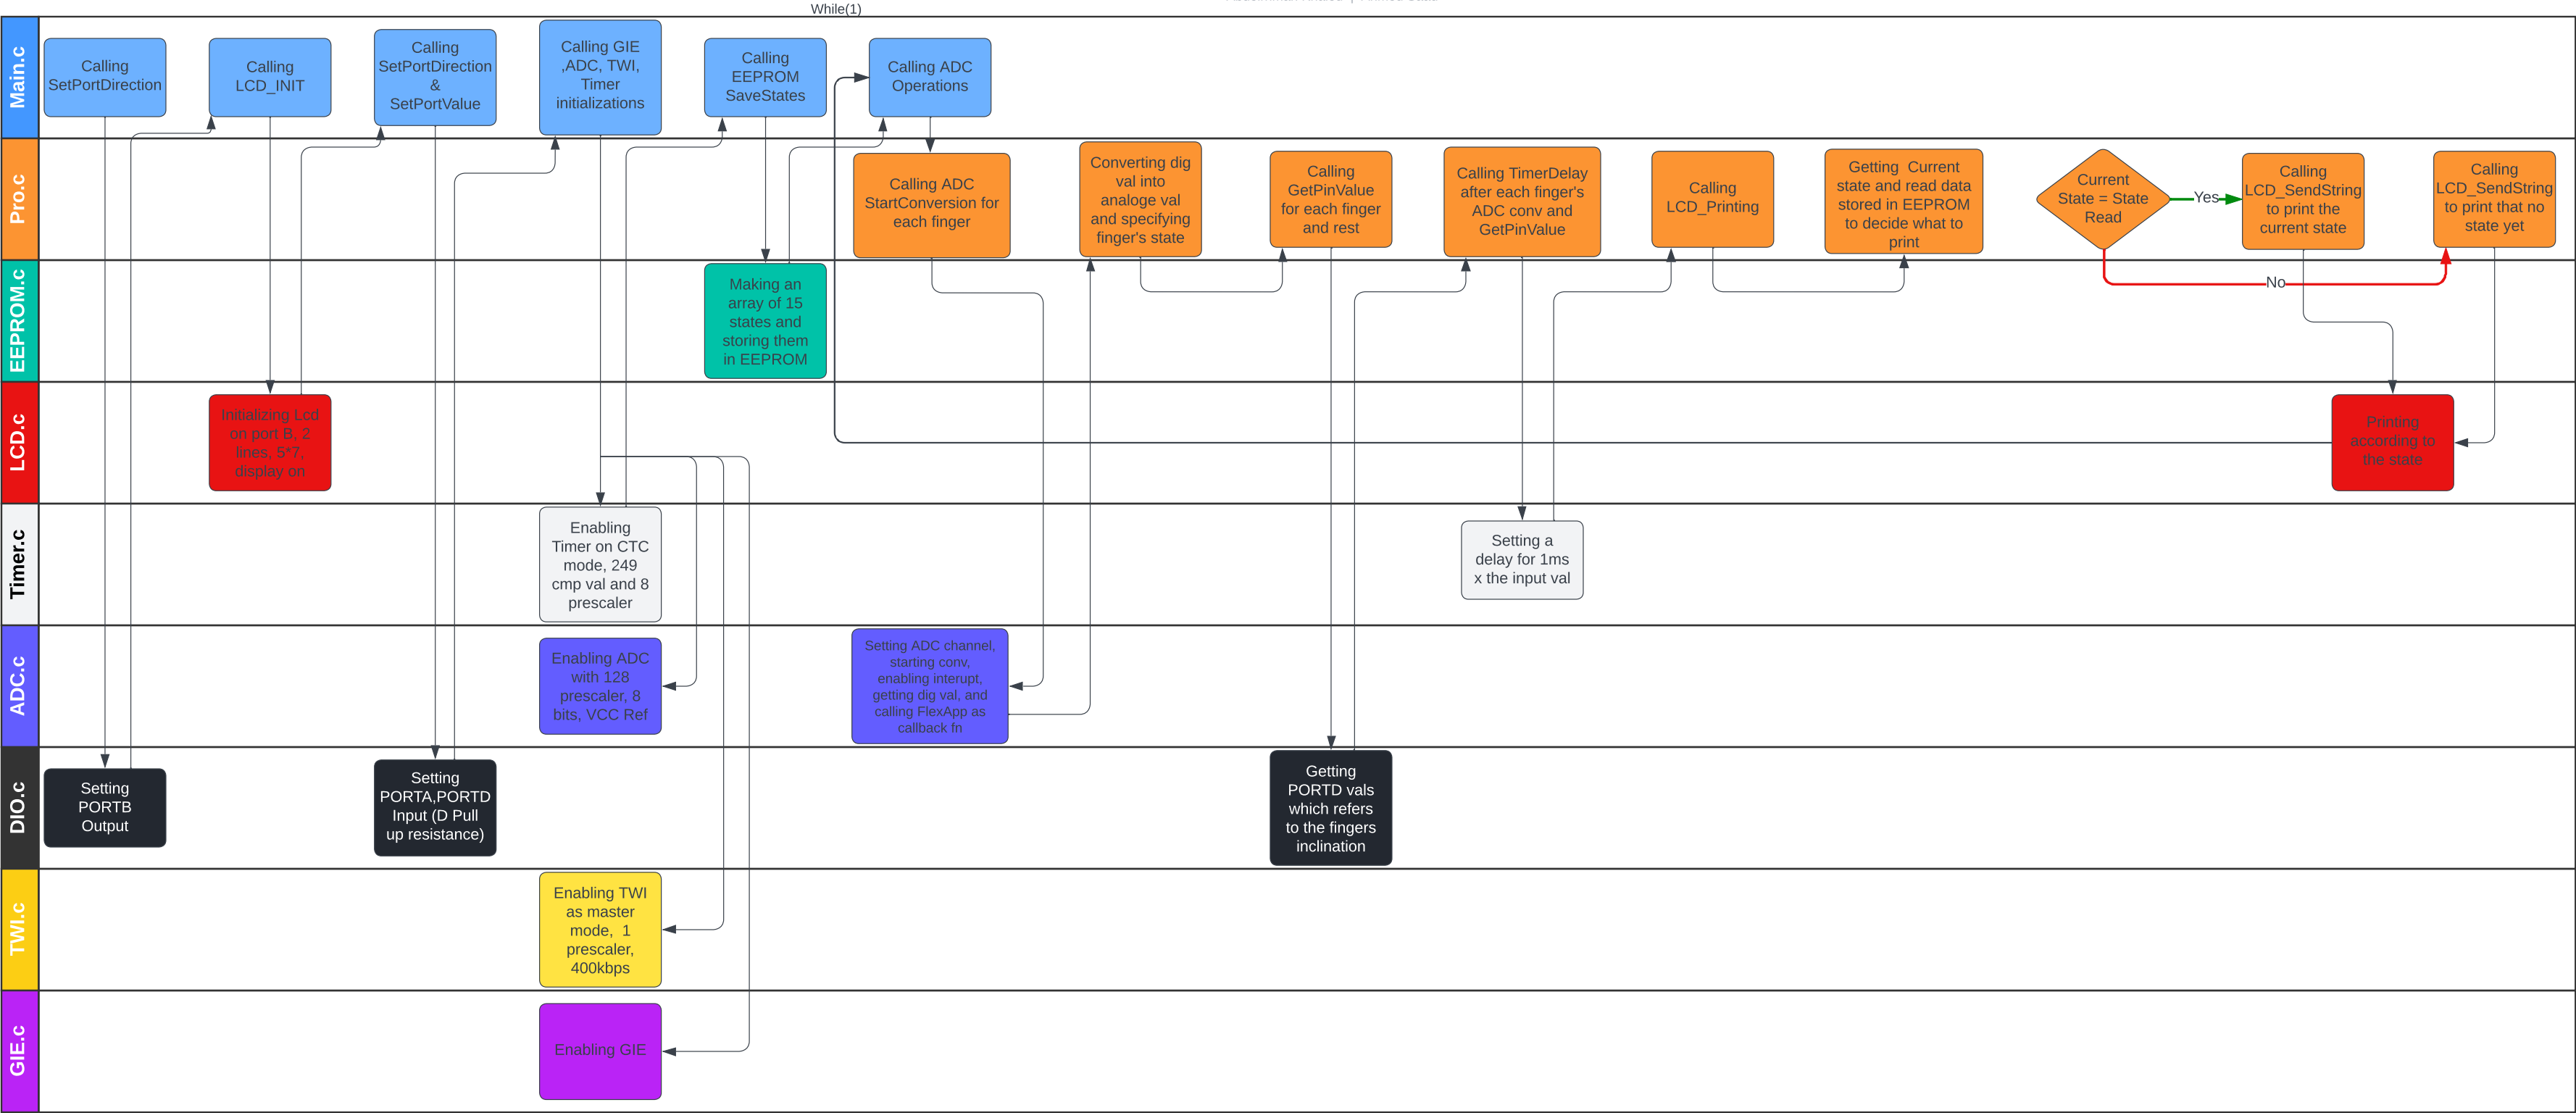 While(1)
Main.c
Calling
SetPortDirection
Calling
LCD_INIT
Calling
SetPortDirection
&
SetPortValue
Calling GIE
,ADC, TWI,
Timer
initializations
Calling
EEPROM
SaveStates
Calling ADC
Operations
Pro.c
Calling ADC
StartConversion for
each finger
Converting dig
val into
analoge val
and specifying
finger's state
Calling
GetPinValue
for each finger
and rest
Calling TimerDelay
after each finger's
ADC conv and
GetPinValue
Calling
LCD_Printing
Getting  Current
state and read data
stored in EEPROM
to decide what to
print
Current
State = State
Read
Yes
Calling
LCD_SendString
to print the
current state
Calling
LCD_SendString
to print that no
state yet
No
EEPROM.c
Making an
array of 15
states and
storing them
in EEPROM
LCD.c
Initializing Lcd
on port B, 2
lines, 5*7,
display on
Printing
according to
the state
Timer.c
Enabling
Timer on CTC
mode, 249
cmp val and 8
prescaler
Setting a
delay for 1ms
x the input val
ADC.c
Enabling ADC
with 128
prescaler, 8
bits, VCC Ref
Setting ADC channel,
starting conv,
enabling interupt,
getting dig val, and
calling FlexApp as
callback fn
DIO.c
Setting
PORTB
Output
Setting
PORTA,PORTD
Input (D Pull
up resistance)
Getting
PORTD vals
which refers
to the fingers
inclination
TWI.c
Enabling TWI
as master
mode,  1
prescaler,
400kbps
GIE.c
Enabling GIE